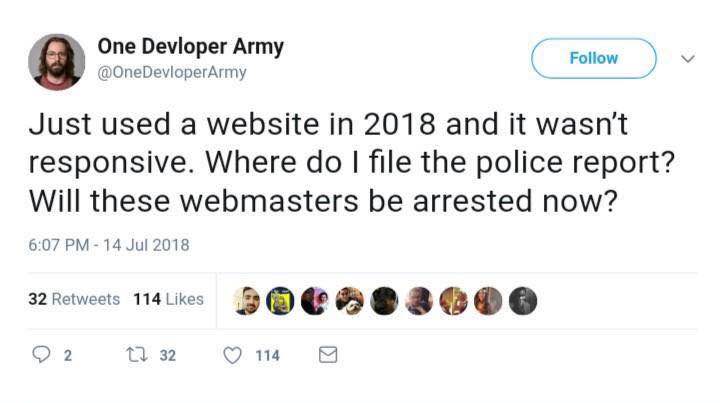 One Devloper Army
@OneDevloperArmy
Follow
Just used a website in 2018 and it wasn’t
responsive. Where do I file the police report?
Will these webmasters be arrested now?
6:07 PM - 14 Jul 2018
32 Retweets 114 Likes
2 32 114